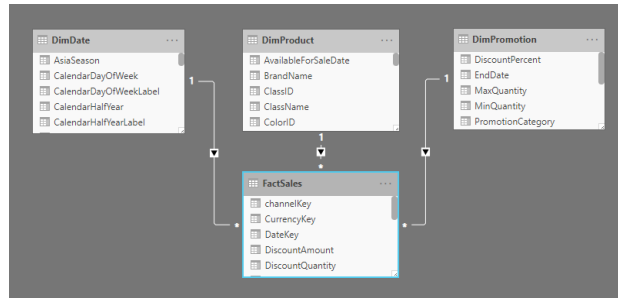 DimDate
AsiaSeason
CalendarDayOfWeek
CalendarDayOfWeekLabel
CalendarHalfYear
CalendarHalfYearLabel
DimProduct
AvailableForSaleDate
BrandName
ClassID
ClassName
ColorID
DimPromotion
DiscountPercent
EndDate
MaxQuantity
MinQuantity
PromotionCategory
1
1
1
*
*
*
FactSales
channelKey
CurrencyKey
DateKey
DiscountAmount
DiscountQuantity